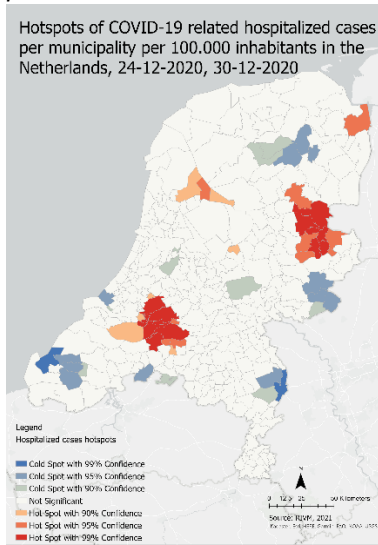 Hotspots of COVID-19 related hospitalized cases
per municipality per 100.000 inhabitants in the
Netherlands, 24-12-2020, 30-12-2020
Legend
Hospitalized cases hotspots
Cold Spot with 99% Confidence
Cold Spot with 95% Confidence
Cold Spot with 90% Confidence
Not Significant
Hot Spot with 90% Confidence
Hot Spot with 95% Confidence
Hot Spot with 99% Confidence
N
0 12,5 25 50 Kilometers
Source: RIVM, 2021